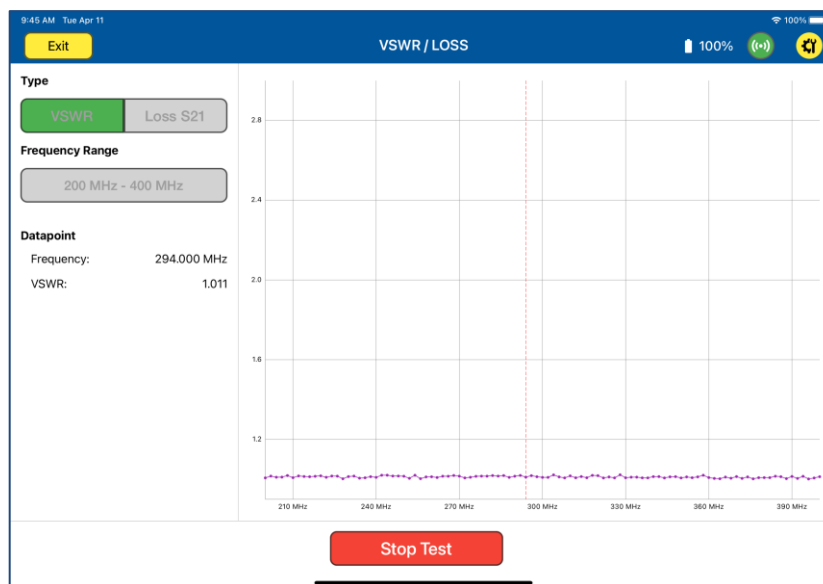 9:45 AM Tue Apr 11
100%
Exit
VSWR / LOSS
100%
Type
VSWR
Loss S21
Frequency Range
200 MHz - 400 MHz
Datapoint
Frequency: 294.000 MHz
VSWR: 1.011
2.8
2.4
2.0
1.6
1.2
210 MHz 240 MHz 270 MHz 300 MHz 330 MHz 360 MHz 390 MHz
Stop Test